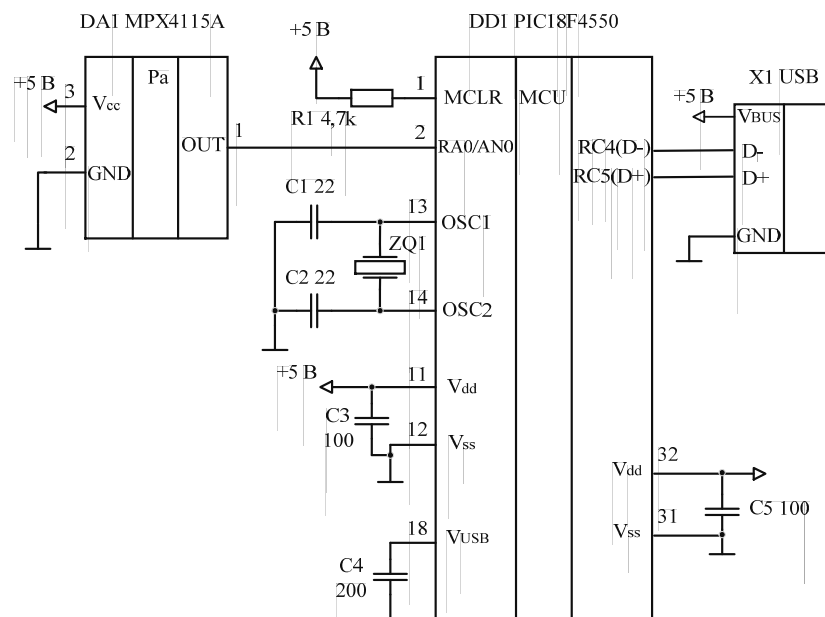 DA1 MPX4115A
DD1 PIC18F4550
+5 В
X1 USB
+5 В
3
Vcc
Pa
1
MCLR
MCU
+5 В
VBUS
R1 4,7k
OUT
1
2
RA0/AN0
RC4(D-)
D-
2
GND
RC5(D+)
D+
C1 22
13
OSC1
GND
ZQ1
C2 22
14
OSC2
+5 В
11
Vdd
C3
100
12
Vss
32
Vdd
C5 100
31
Vss
18
VUSB
C4
200